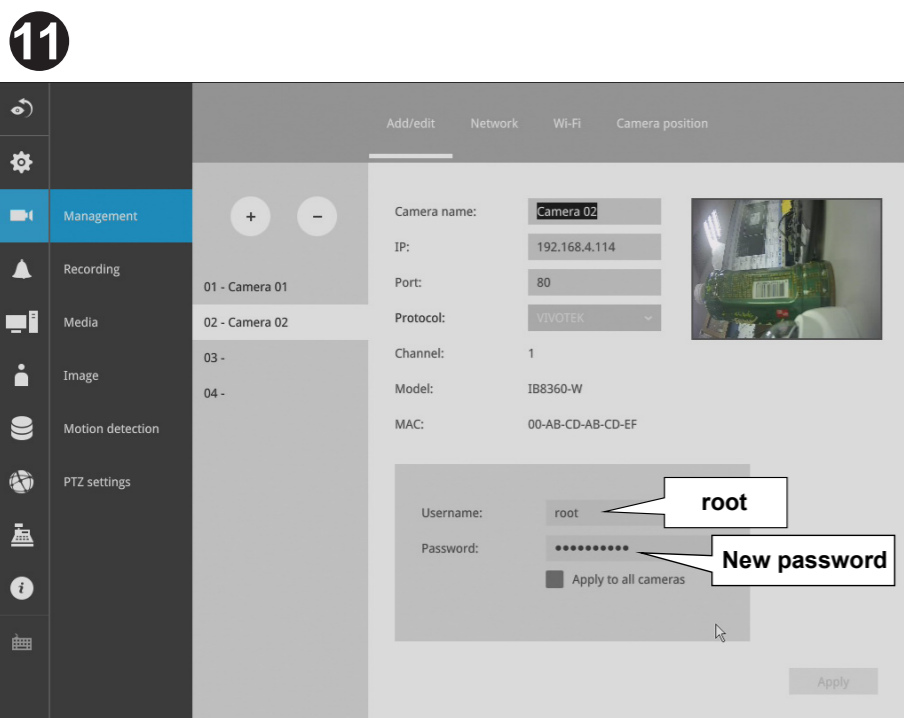 11
Add/edit Network Wi-Fi Camera position
Management
Recording
Media
Image
Motion detection
PTZ settings
+ −
01 - Camera 01
02 - Camera 02
03 -
04 -
Camera name: Camera 02
IP: 192.168.4.114
Port: 80
Protocol: VIVOTEK
Channel: 1
Model: IB8360-W
MAC: 00-AB-CD-AB-CD-EF
Username: root
root
Password: ••••••••••
New password
Apply to all cameras
Apply